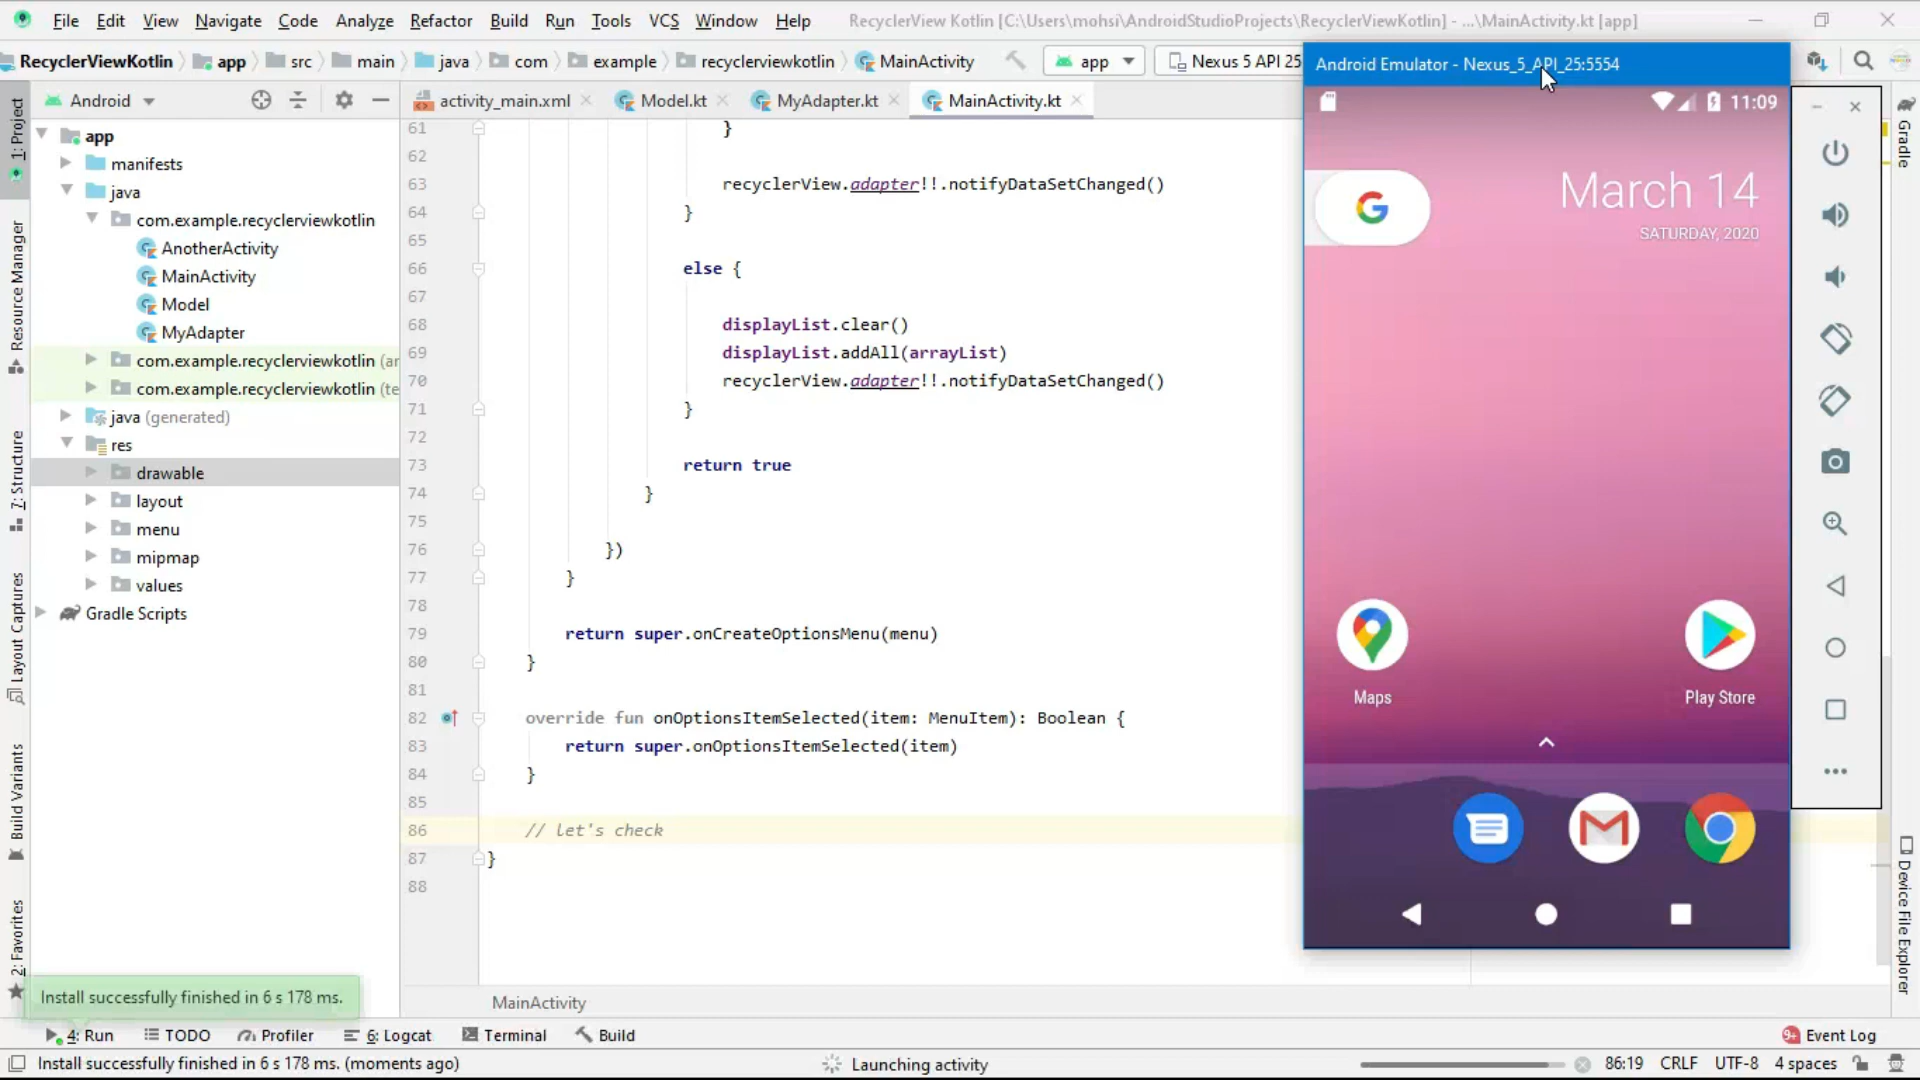 File Edit View Navigate Code Analyze Refactor Build Run Tools VCS Window Help RecyclerView Kotlin [C:\Users\mohsi\AndroidStudioProjects\RecyclerViewKotlin] - ...\MainActivity.kt [app]
RecyclerViewKotlin app src main java com example recyclerviewkotlin MainActivity app Nexus 5 API 25
Android Emulator - Nexus_5_API_25:5554
Android
activity_main.xml Model.kt MyAdapter.kt MainActivity.kt
11:09
app
manifests
java
com.example.recyclerviewkotlin
AnotherActivity
MainActivity
Model
MyAdapter
com.example.recyclerviewkotlin (ar
com.example.recyclerviewkotlin (te
java (generated)
res
drawable
layout
menu
mipmap
values
Gradle Scripts
1: Project
Resource Manager
7: Structure
Layout Captures
Build Variants
2: Favorites
61 }
62
63 recyclerView.adapter!!.notifyDataSetChanged()
64 }
65
66 else {
67
68 displayList.clear()
69 displayList.addAll(arrayList)
70 recyclerView.adapter!!.notifyDataSetChanged()
71 }
72
73 return true
74 }
75
76 })
77 }
78
79 return super.onCreateOptionsMenu(menu)
80 }
81
82 override fun onOptionsItemSelected(item: MenuItem): Boolean {
83 return super.onOptionsItemSelected(item)
84 }
85
86 // let's check
87 }
88
MainActivity
G
March 14
SATURDAY, 2020
Maps Play Store
Gradle
Device File Explorer
Install successfully finished in 6 s 178 ms.
4: Run TODO Profiler 6: Logcat Terminal Build 9+ Event Log
Install successfully finished in 6 s 178 ms. (moments ago) Launching activity 86:19 CRLF UTF-8 4 spaces